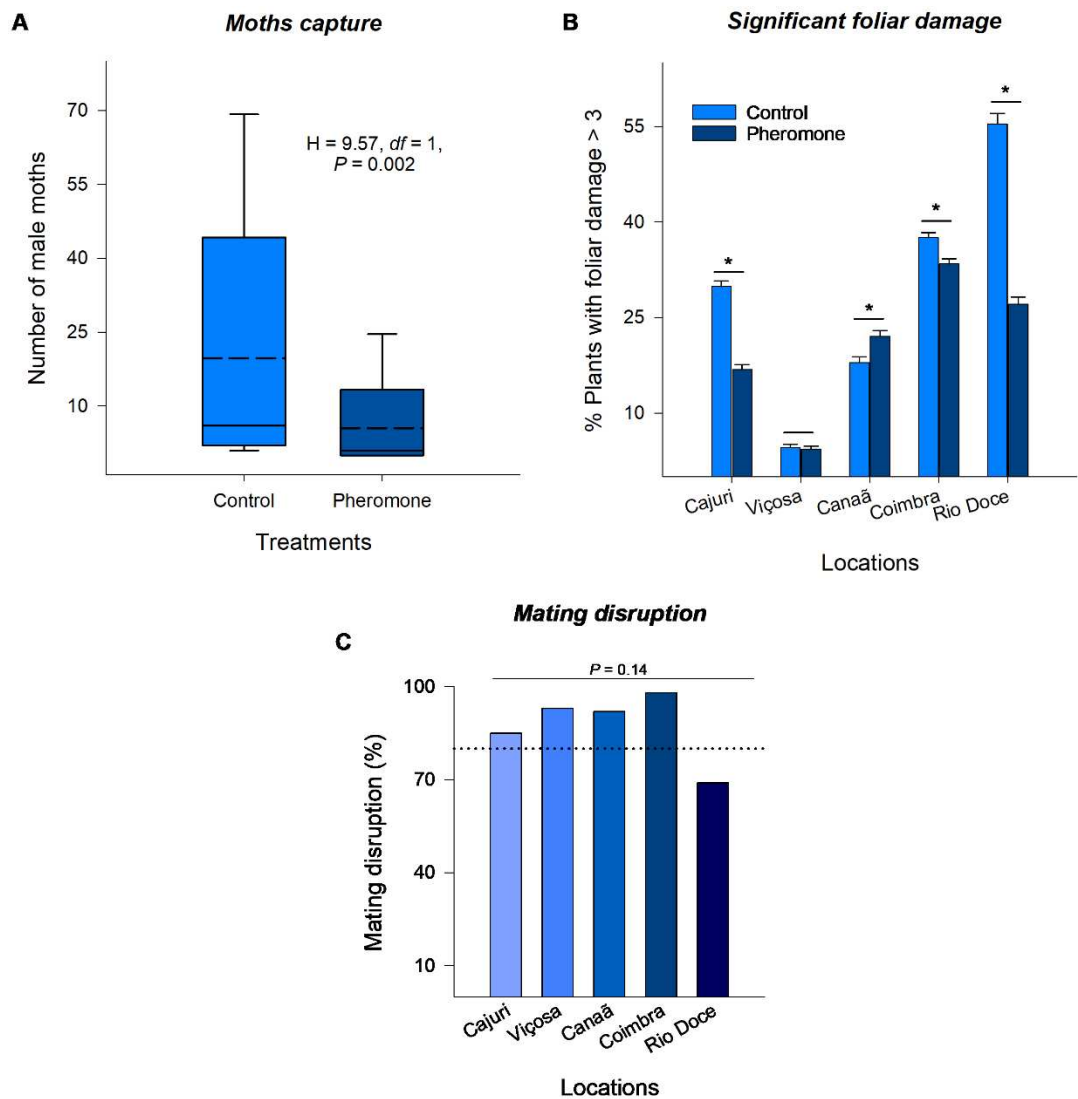 A
Moths capture
Number of male moths
70
55
40
25
10
H = 9.57, df = 1,
P = 0.002
Control
Pheromone
Treatments
B
Significant foliar damage
% Plants with foliar damage > 3
55
40
25
10
Control
Pheromone
*
*
*
*
Cajuri
Viçosa
Canaã
Coimbra
Rio Doce
Locations
Mating disruption
C
P = 0.14
Mating disruption (%)
100
70
40
10
Cajuri
Viçosa
Canaã
Coimbra
Rio Doce
Locations